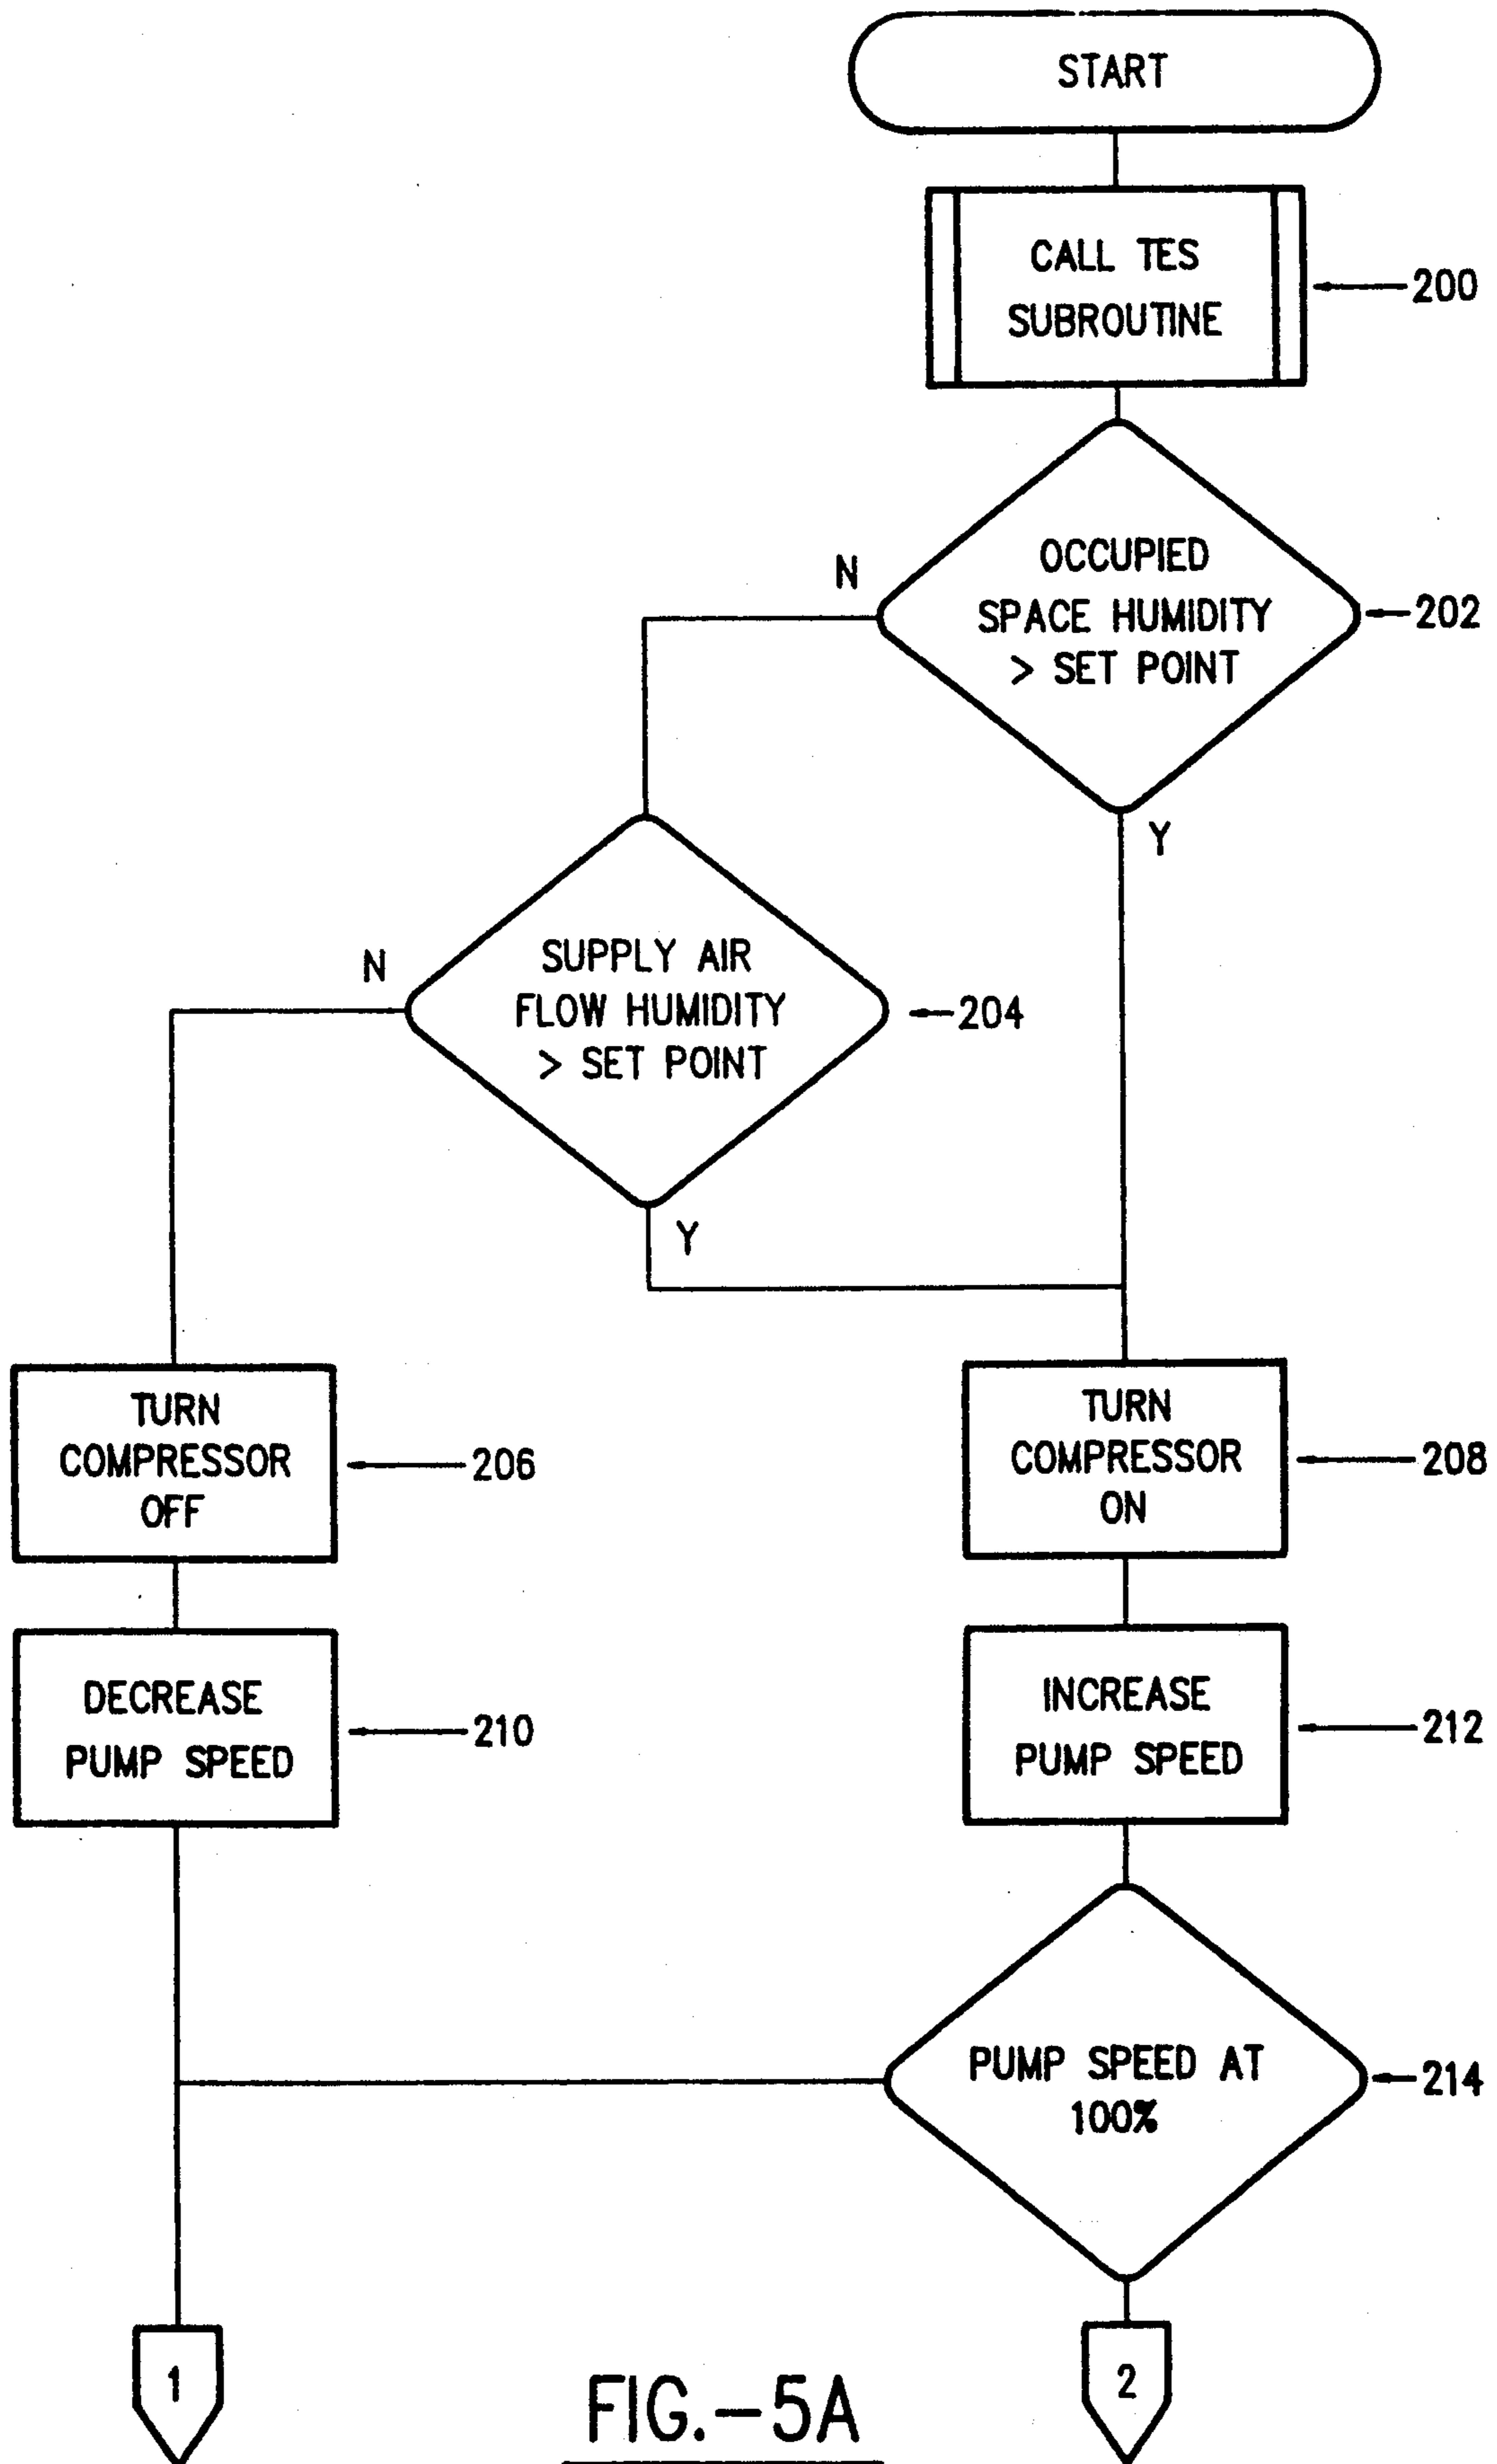 START
CALL TES
SUBROUTINE
200
OCCUPIED
SPACE HUMIDITY
> SET POINT
202
N
Y
SUPPLY AIR
FLOW HUMIDITY
> SET POINT
204
N
Y
TURN
COMPRESSOR
OFF
206
TURN
COMPRESSOR
ON
208
DECREASE
PUMP SPEED
210
INCREASE
PUMP SPEED
212
PUMP SPEED AT
100%
214
1
2
FIG.-5A